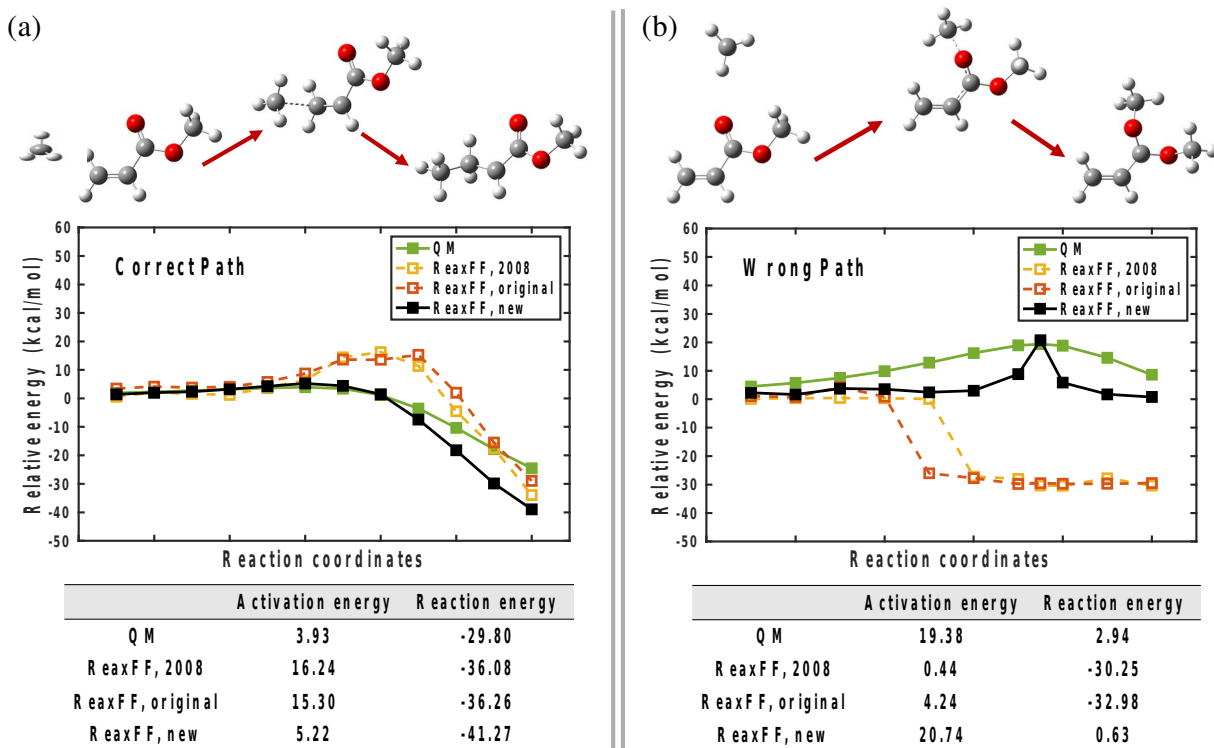 (a)
60
50
40
30
20
10
0
-10
-20
-30
-40
-50
Relative energy (kcal/mol)
Correct Path
QM
ReaxFF, 2008
ReaxFF, original
ReaxFF, new
Reaction coordinates
Activation energy Reaction energy
QM 3.93 -29.80
ReaxFF, 2008 16.24 -36.08
ReaxFF, original 15.30 -36.26
ReaxFF, new 5.22 -41.27
(b)
60
50
40
30
20
10
0
-10
-20
-30
-40
-50
Relative energy (kcal/mol)
Wrong Path
QM
ReaxFF, 2008
ReaxFF, original
ReaxFF, new
Reaction coordinates
Activation energy Reaction energy
QM 19.38 2.94
ReaxFF, 2008 0.44 -30.25
ReaxFF, original 4.24 -32.98
ReaxFF, new 20.74 0.63